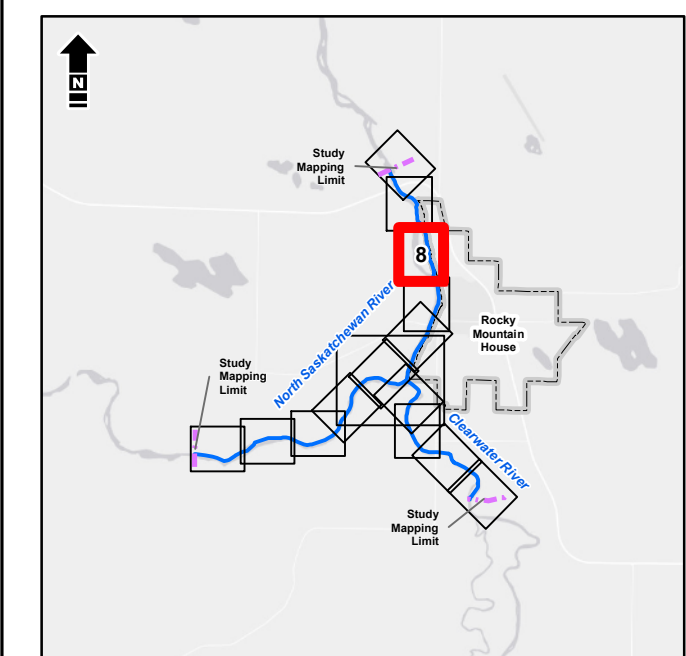 N
Study
Mapping
Limit
8
North Saskatchewan River
Rocky
Mountain
House
Study
Mapping
Limit
Clearwater River
Study
Mapping
Limit